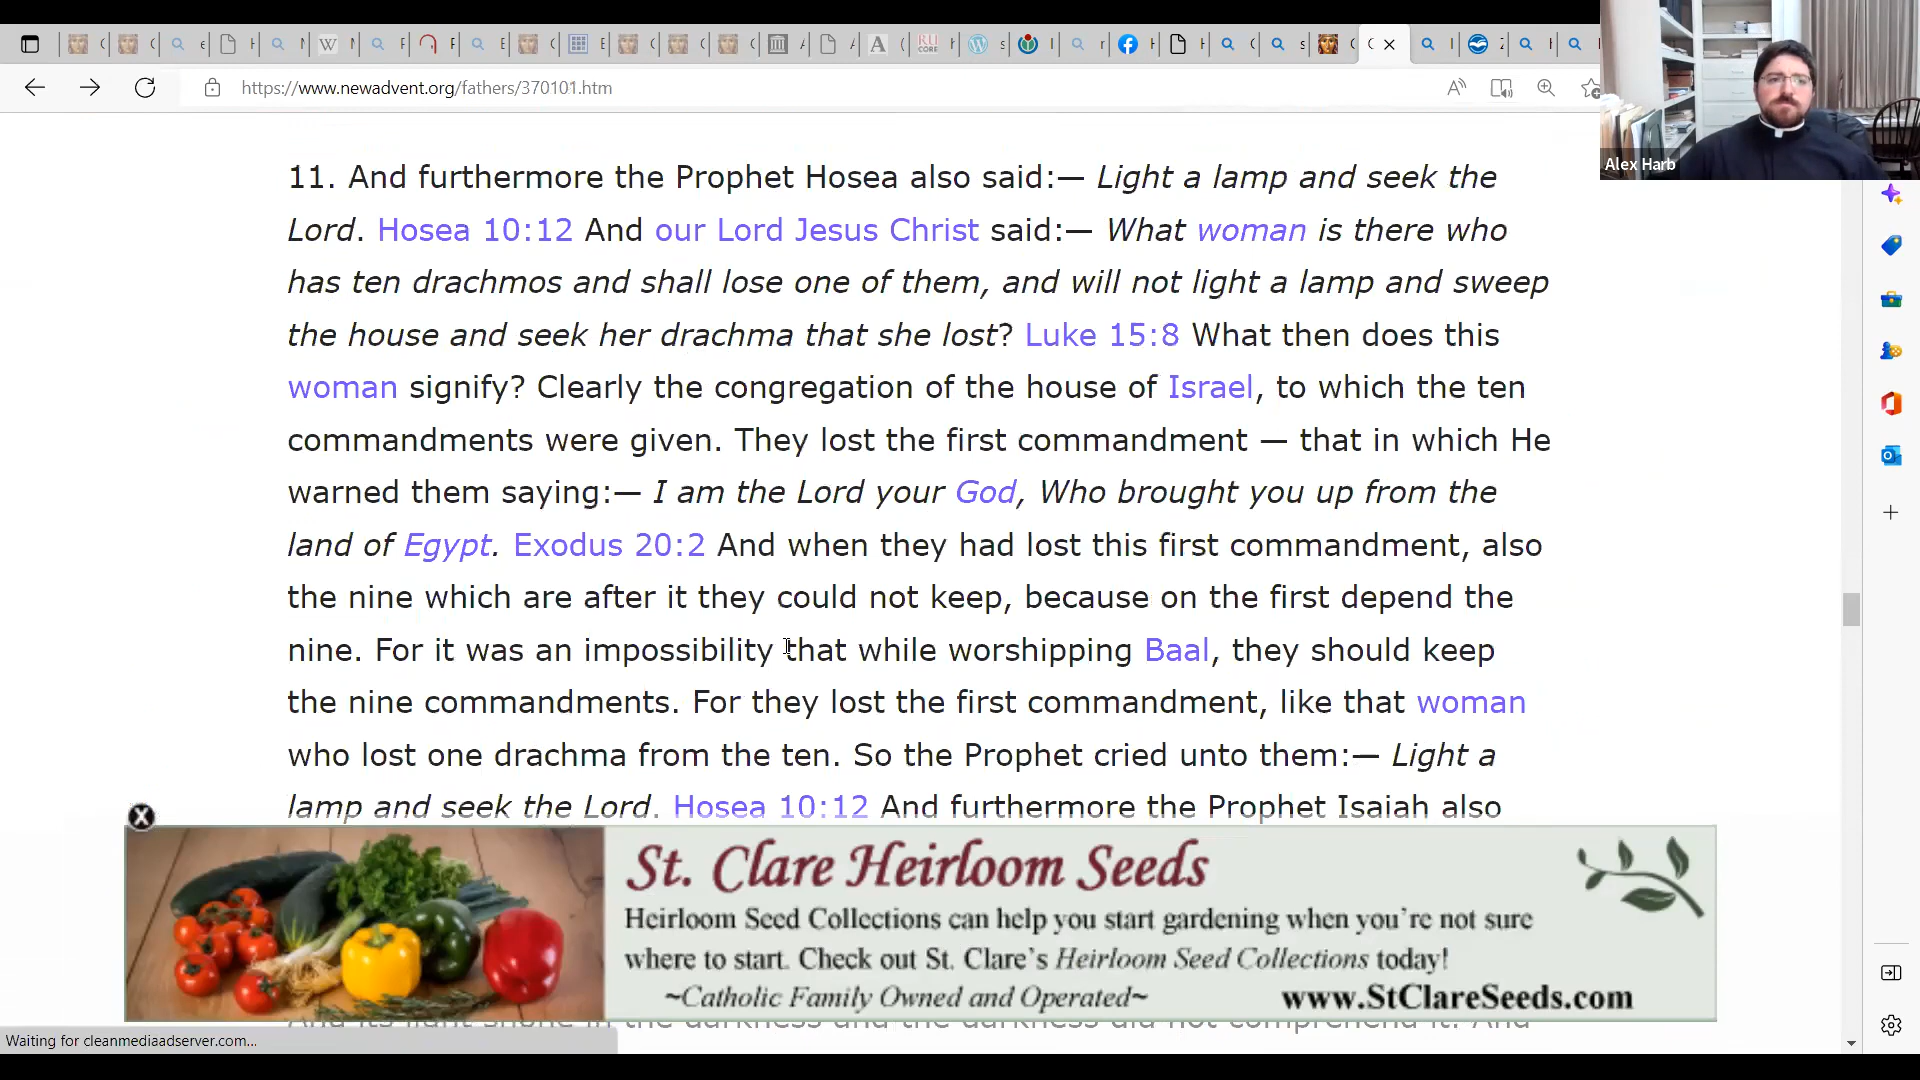 https://www.newadvent.org/fathers/370101.htm
Alex Harb
11. And furthermore the Prophet Hosea also said:— Light a lamp and seek the
Lord. Hosea 10:12 And our Lord Jesus Christ said:— What woman is there who
has ten drachmos and shall lose one of them, and will not light a lamp and sweep
the house and seek her drachma that she lost? Luke 15:8 What then does this
woman signify? Clearly the congregation of the house of Israel, to which the ten
commandments were given. They lost the first commandment — that in which He
warned them saying:— I am the Lord your God, Who brought you up from the
land of Egypt. Exodus 20:2 And when they had lost this first commandment, also
the nine which are after it they could not keep, because on the first depend the
nine. For it was an impossibility that while worshipping Baal, they should keep
the nine commandments. For they lost the first commandment, like that woman
who lost one drachma from the ten. So the Prophet cried unto them:— Light a
lamp and seek the Lord. Hosea 10:12 And furthermore the Prophet Isaiah also
X
St. Clare Heirloom Seeds
Heirloom Seed Collections can help you start gardening when you're not sure
where to start. Check out St. Clare's Heirloom Seed Collections today!
~Catholic Family Owned and Operated~ www.StClareSeeds.com
the darkness and the darkness did not comprehend it. And
Waiting for cleanmediaadserver.com...